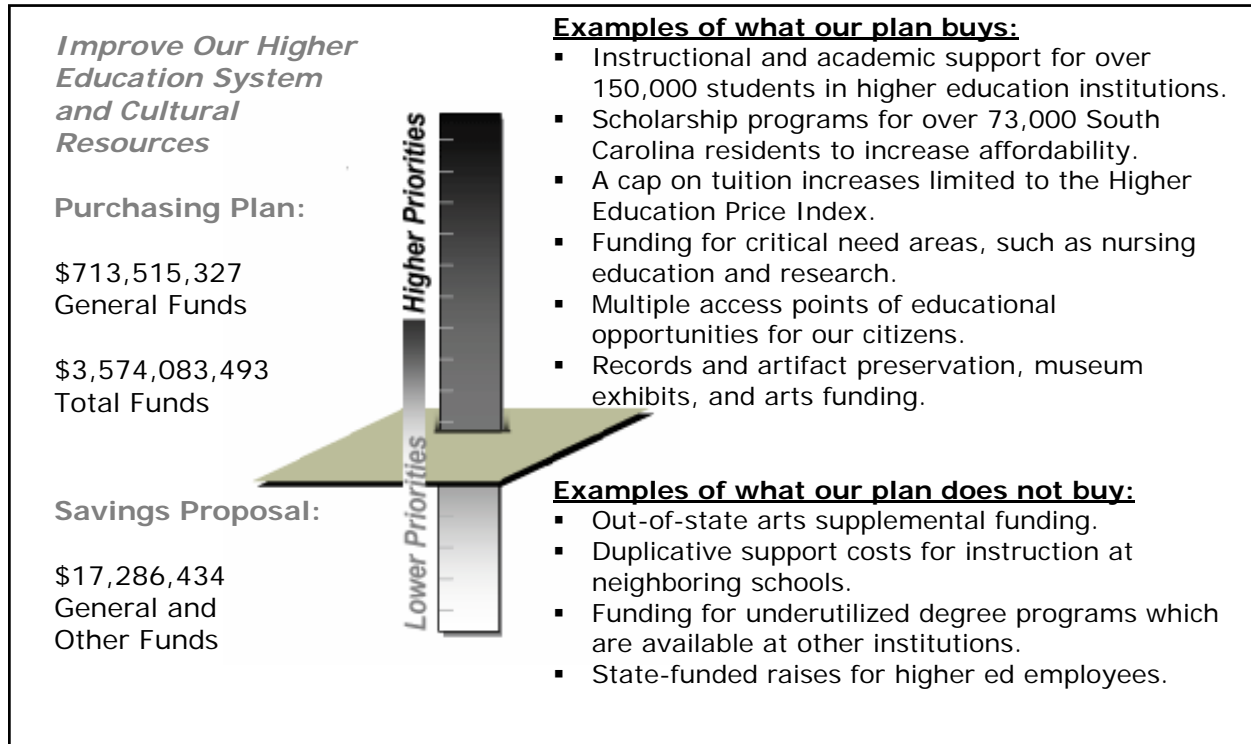 Improve Our Higher
Education System
and Cultural
Resources
Purchasing Plan:
$713,515,327
General Funds
$3,574,083,493
Total Funds
Savings Proposal:
$17,286,434
General and
Other Funds
Higher Priorities
Lower Priorities
Examples of what our plan buys:
▪ Instructional and academic support for over
150,000 students in higher education institutions.
▪ Scholarship programs for over 73,000 South
Carolina residents to increase affordability.
▪ A cap on tuition increases limited to the Higher
Education Price Index.
▪ Funding for critical need areas, such as nursing
education and research.
▪ Multiple access points of educational
opportunities for our citizens.
▪ Records and artifact preservation, museum
exhibits, and arts funding.
Examples of what our plan does not buy:
▪ Out-of-state arts supplemental funding.
▪ Duplicative support costs for instruction at
neighboring schools.
▪ Funding for underutilized degree programs which
are available at other institutions.
▪ State-funded raises for higher ed employees.